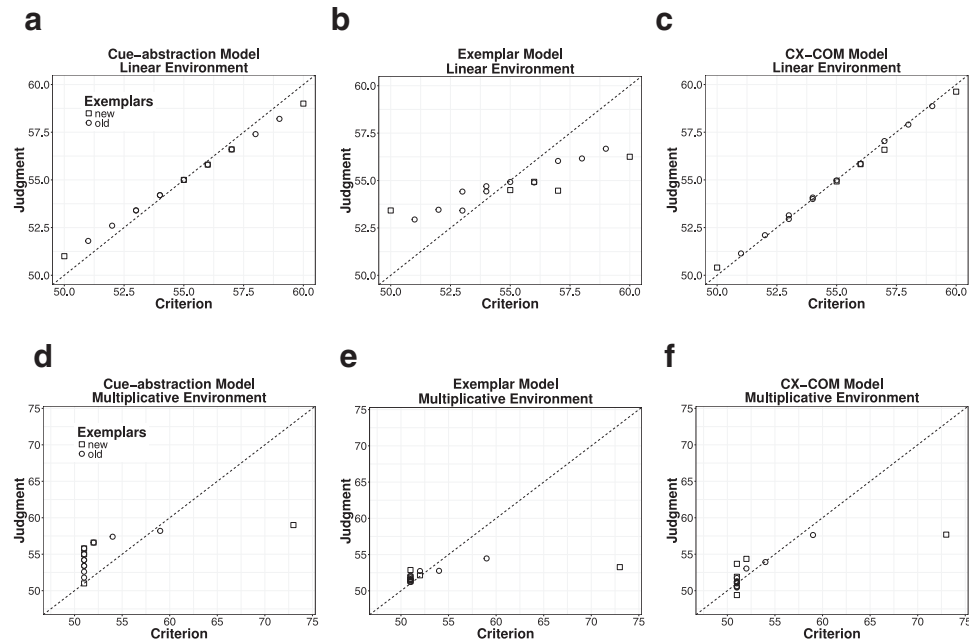 a
Cue-abstraction Model
Linear Environment
60.0
57.5
55.0
52.5
50.0
Judgment
Exemplars
new
old
50.0 52.5 55.0 57.5 60.0
Criterion
b
Exemplar Model
Linear Environment
60.0
57.5
55.0
52.5
50.0
Judgment
50.0 52.5 55.0 57.5 60.0
Criterion
c
CX-COM Model
Linear Environment
60.0
57.5
55.0
52.5
50.0
Judgment
50.0 52.5 55.0 57.5 60.0
Criterion
d
Cue-abstraction Model
Multiplicative Environment
75
70
65
60
55
50
Judgment
Exemplars
new
old
50 55 60 65 70 75
Criterion
e
Exemplar Model
Multiplicative Environment
75
70
65
60
55
50
Judgment
50 55 60 65 70 75
Criterion
f
CX-COM Model
Multiplicative Environment
75
70
65
60
55
50
Judgment
50 55 60 65 70 75
Criterion